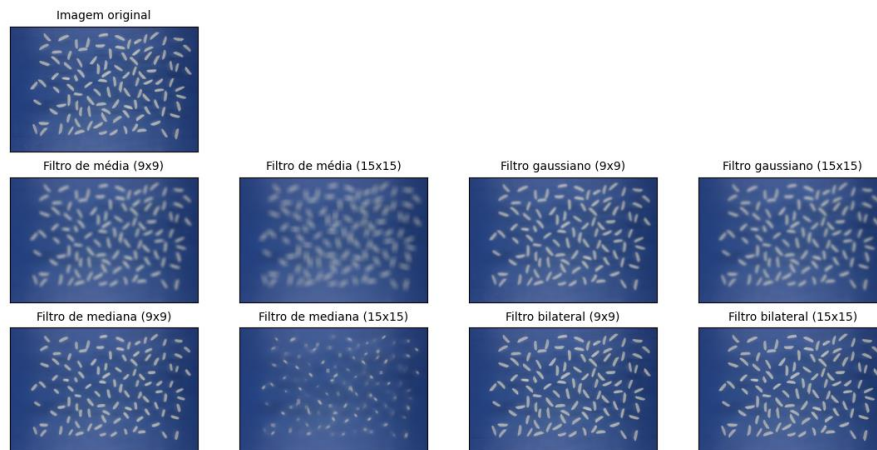 Imagem original
Filtro de média (9x9)
Filtro de média (15x15)
Filtro gaussiano (9x9)
Filtro gaussiano (15x15)
Filtro de mediana (9x9)
Filtro de mediana (15x15)
Filtro bilateral (9x9)
Filtro bilateral (15x15)